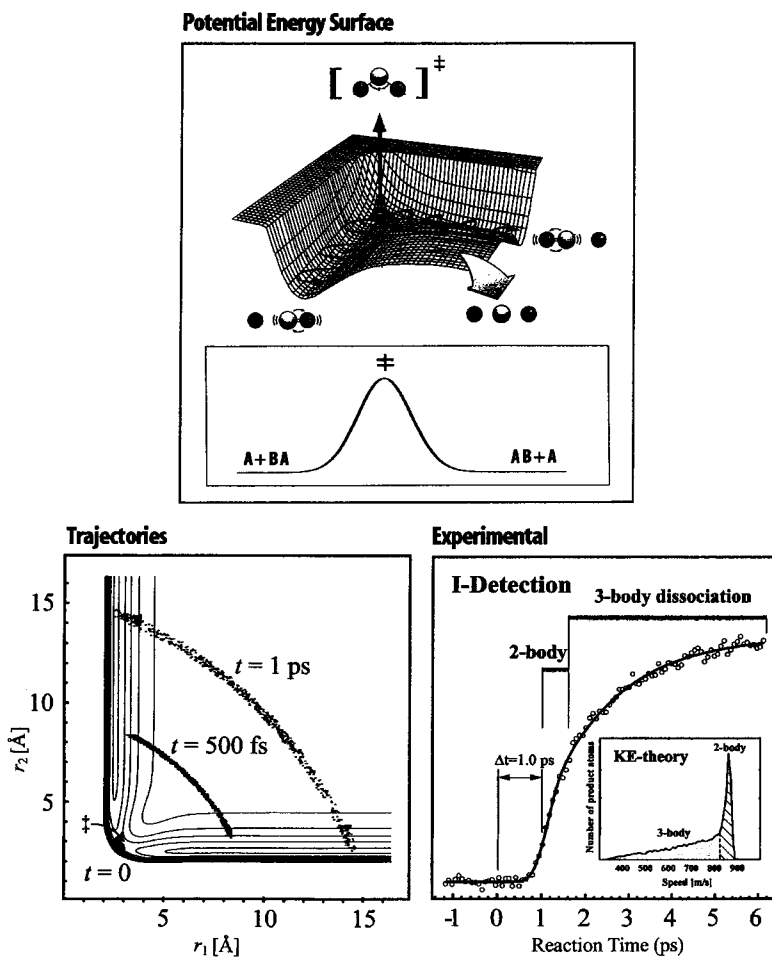 Potential Energy Surface
[ ]‡
‡
A+BA AB+A
Trajectories
15
10
5
r₂ [Å]
t = 1 ps
t = 500 fs
‡
t = 0
5 10 15
r₁ [Å]
Experimental
I-Detection
3-body dissociation
2-body
Δt=1.0 ps
KE-theory
2-body
3-body
Number of product atoms
400 500 600 700 800 900
Speed [m/s]
-1 0 1 2 3 4 5 6
Reaction Time (ps)